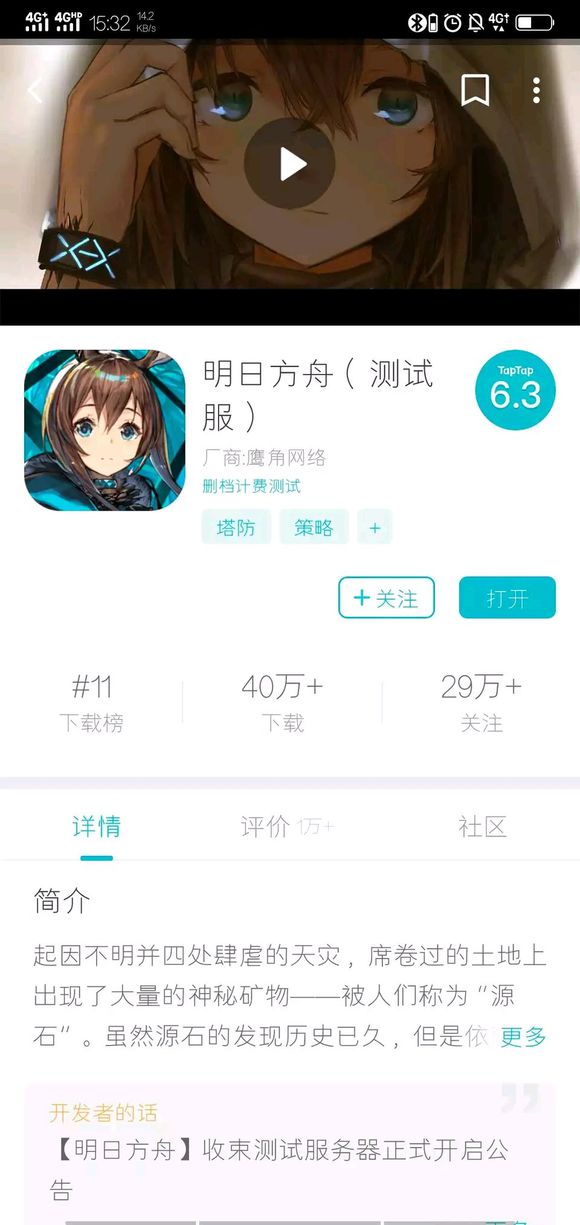 4G+ 4GHD 15:32 14.2 KB/s 4G+
明日方舟（测试
服）
TapTap
6.3
厂商:鹰角网络
删档计费测试
塔防 策略 +
+关注 打开
#11 40万+ 29万+
下载榜 下载 关注
详情 评价 1万+ 社区
简介
起因不明并四处肆虐的天灾，席卷过的土地上
出现了大量的神秘矿物——被人们称为“源
石”。虽然源石的发现历史已久，但是依 更多
开发者的话
【明日方舟】收束测试服务器正式开启公
告